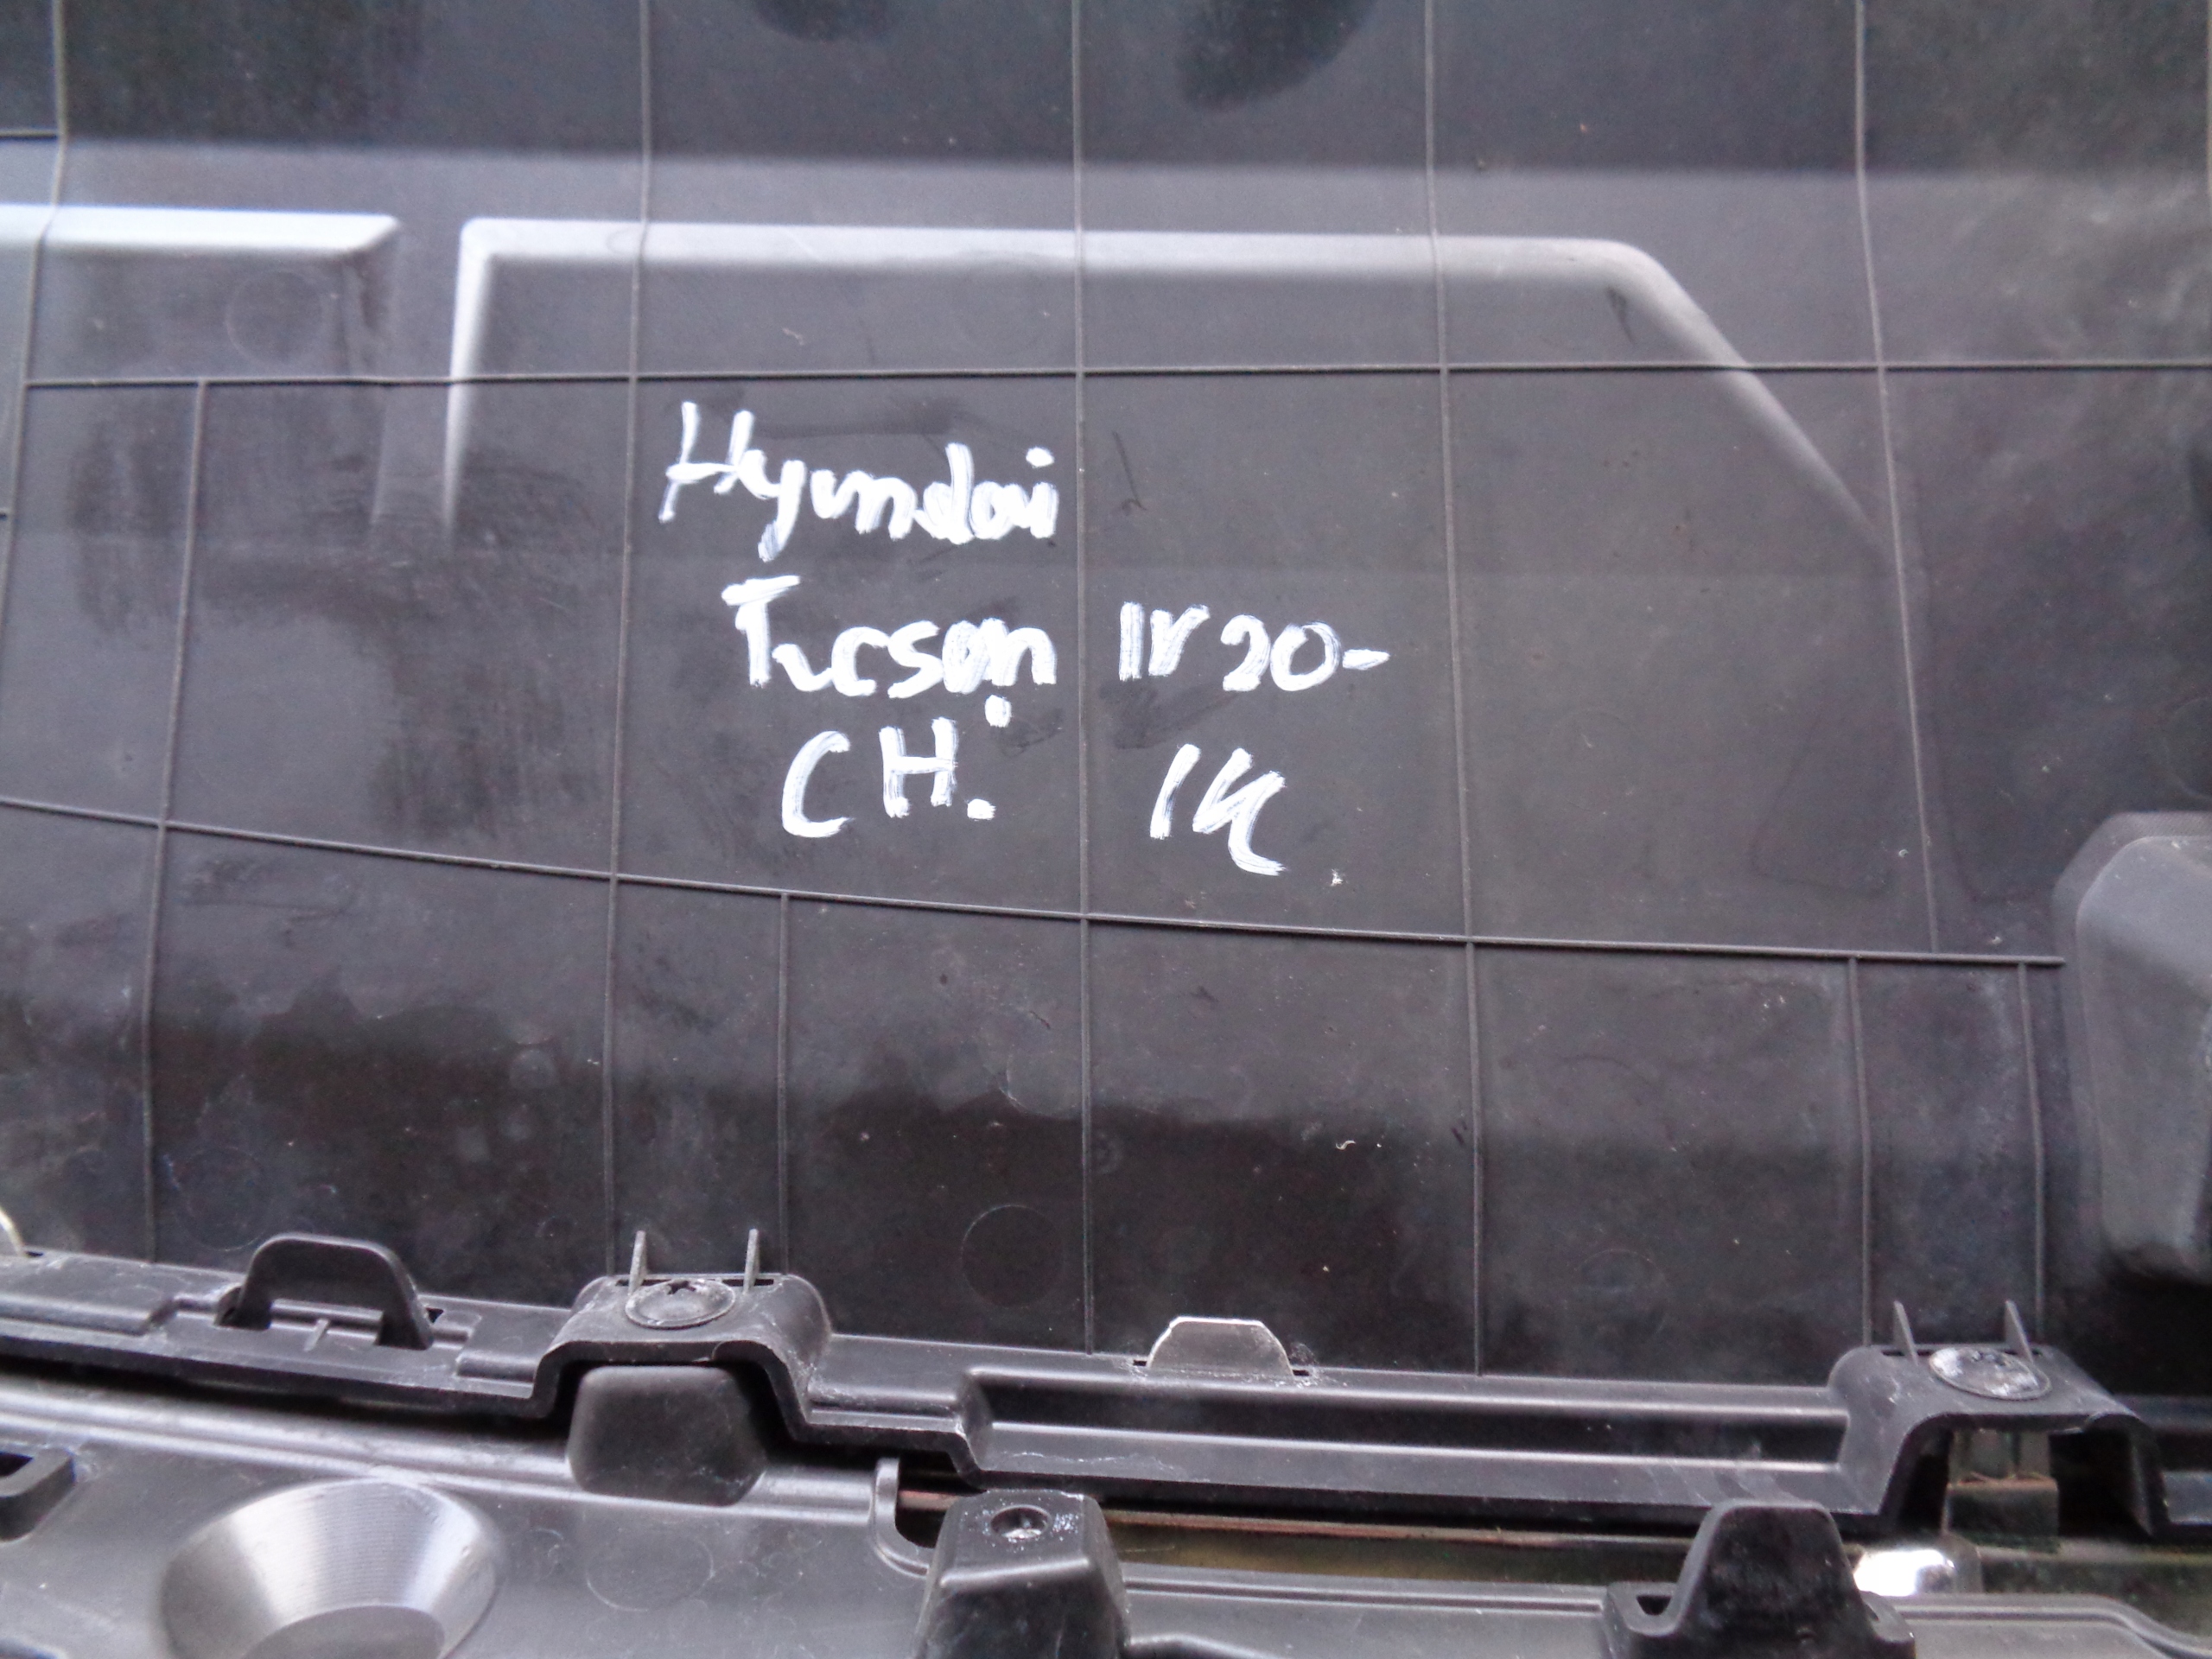 Hyundai
Tucson IV 20-
CH. 1K